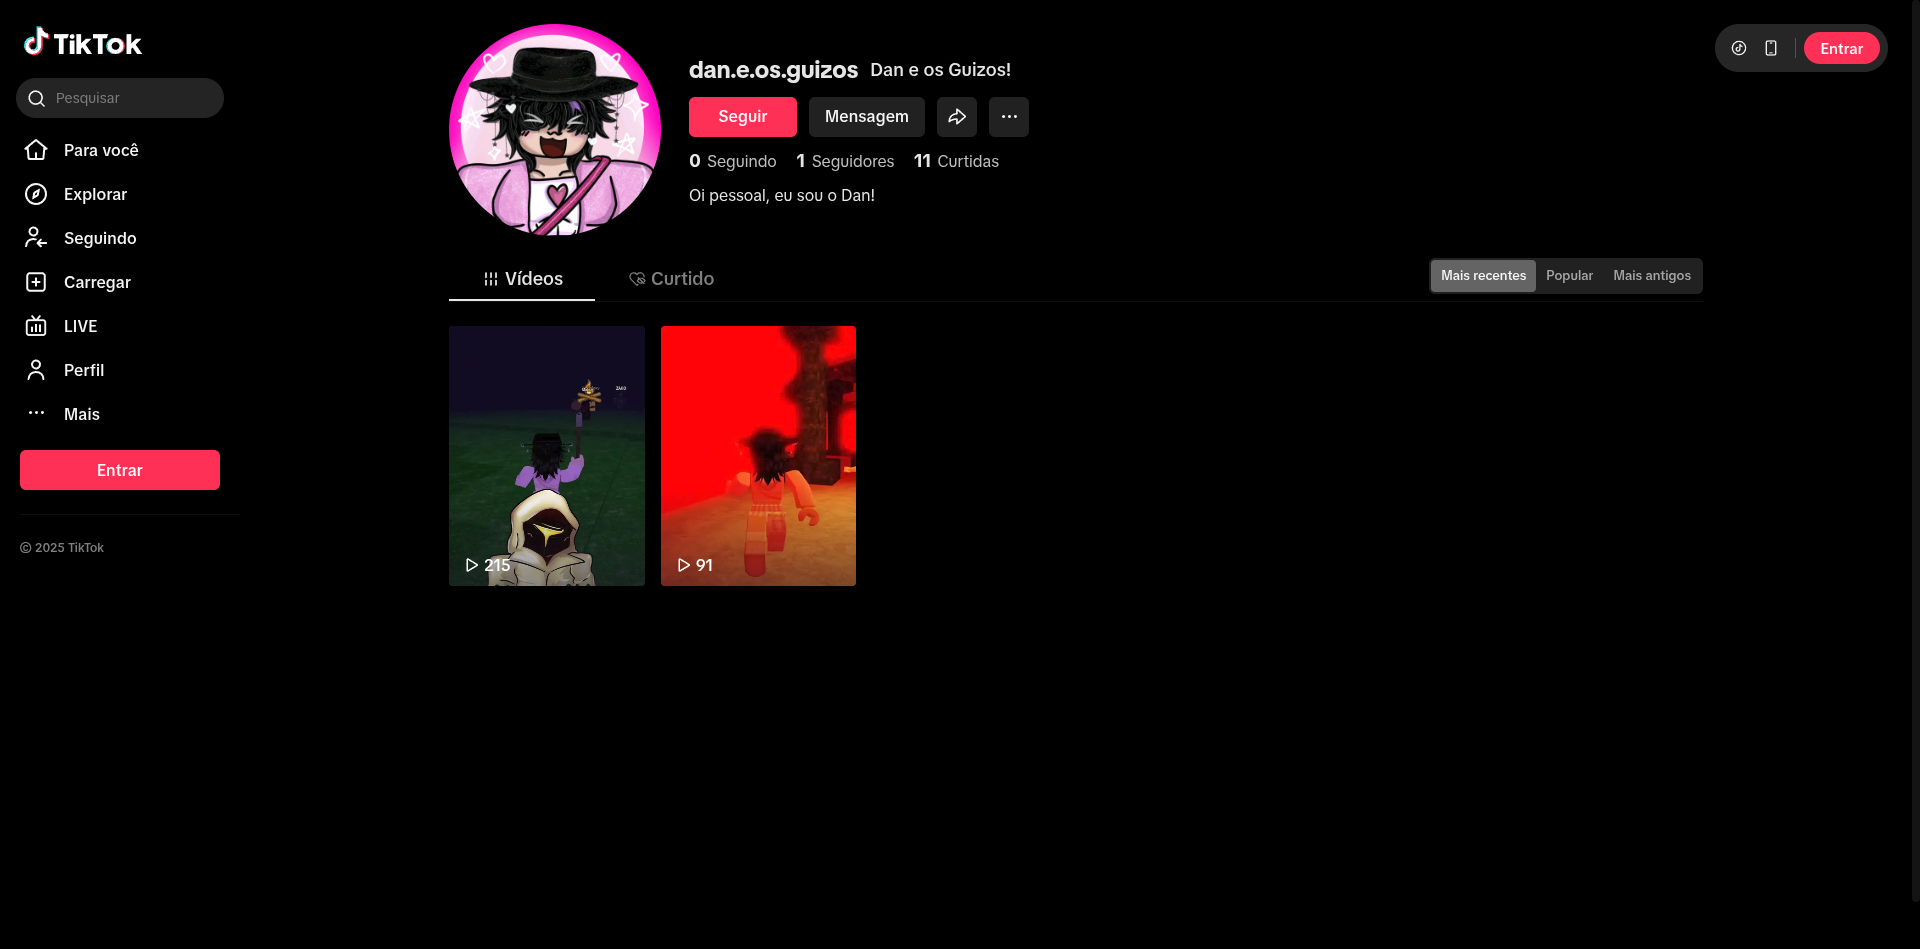 TikTok
Pesquisar
Para você
Explorar
Seguindo
Carregar
LIVE
Perfil
Mais
Entrar
© 2025 TikTok
dan.e.os.guizos Dan e os Guizos!
Seguir Mensagem
0 Seguindo 1 Seguidores 11 Curtidas
Oi pessoal, eu sou o Dan!
Entrar
Vídeos Curtido
Mais recentes Popular Mais antigos
215
91